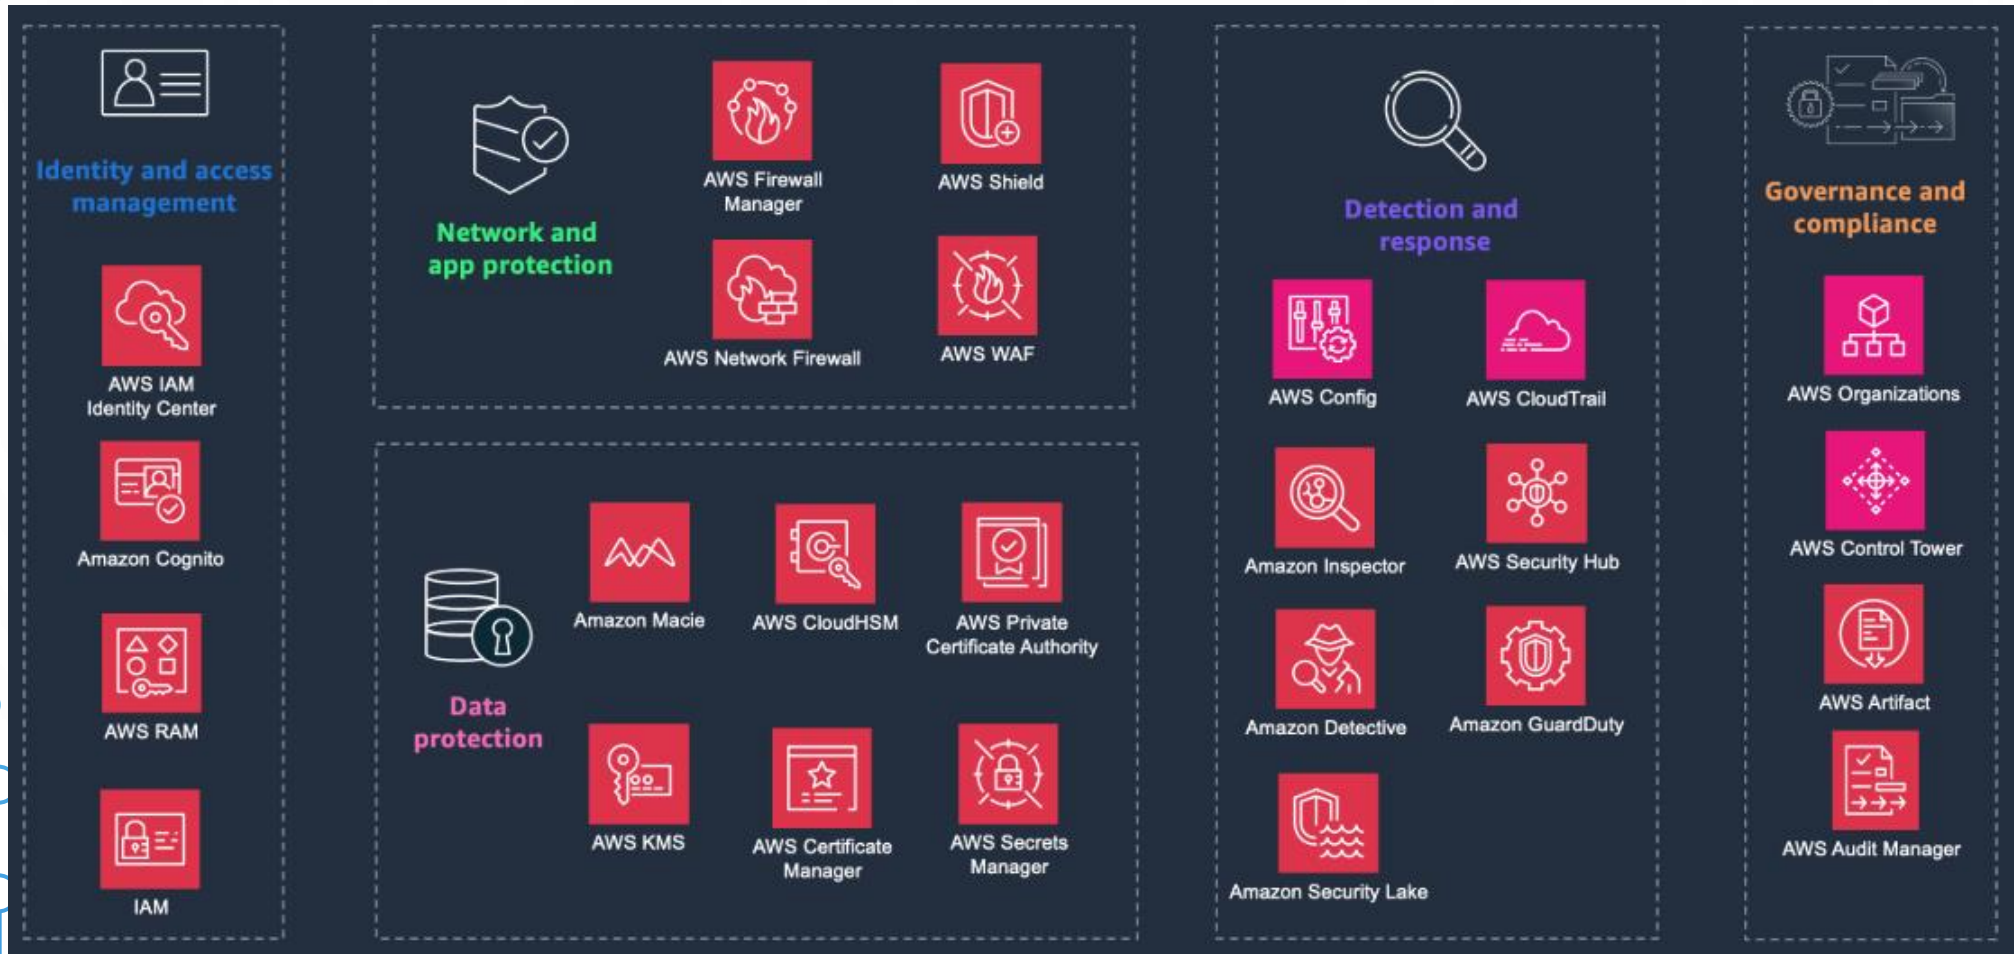 Identity and access
management
AWS IAM
Identity Center
Amazon Cognito
AWS RAM
IAM
Network and
app protection
AWS Firewall
Manager
AWS Shield
AWS Network Firewall
AWS WAF
Data
protection
Amazon Macie
AWS CloudHSM
AWS Private
Certificate Authority
AWS KMS
AWS Certificate
Manager
AWS Secrets
Manager
Detection and
response
AWS Config
AWS CloudTrail
Amazon Inspector
AWS Security Hub
Amazon Detective
Amazon GuardDuty
Amazon Security Lake
Governance and
compliance
AWS Organizations
AWS Control Tower
AWS Artifact
AWS Audit Manager